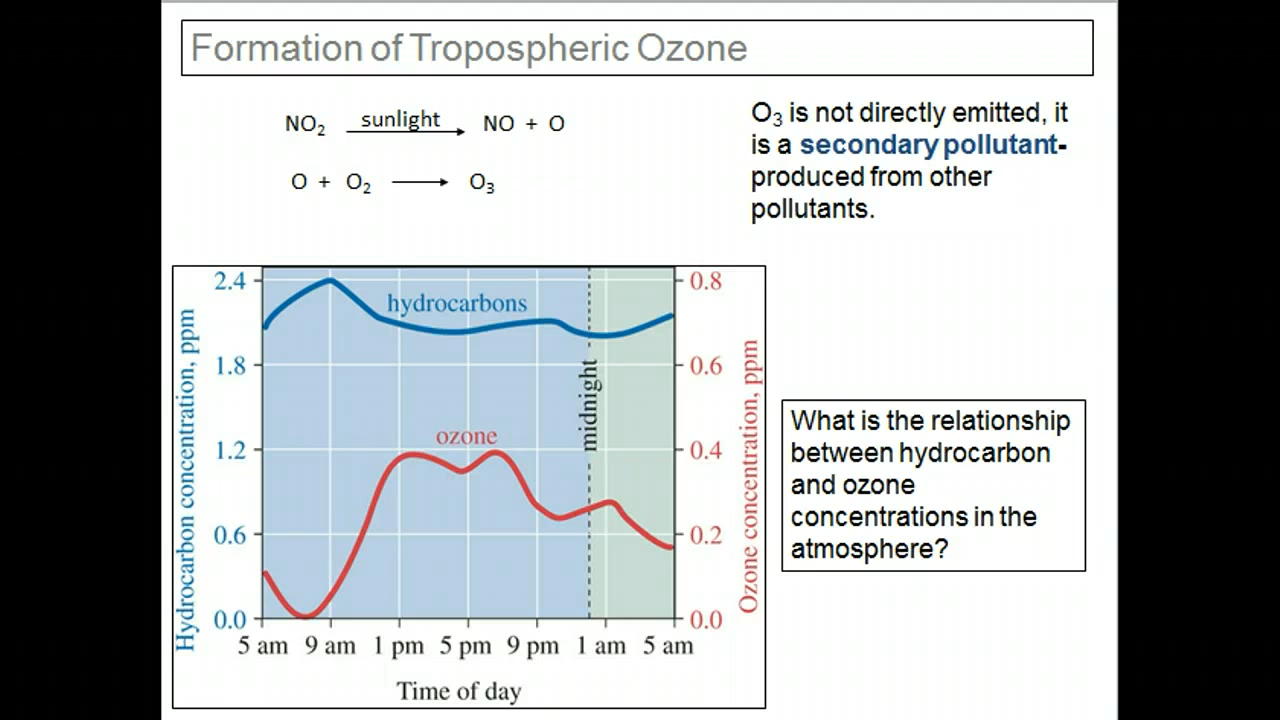 Formation of Tropospheric Ozone
NO₂ sunlight NO + O
O + O₂ ⟶ O₃
O₃ is not directly emitted, it
is a secondary pollutant-
produced from other
pollutants.
2.4
1.8
1.2
0.6
0.0
Hydrocarbon concentration, ppm
hydrocarbons
ozone
midnight
0.8
0.6
0.4
0.2
0.0
Ozone concentration, ppm
5 am 9 am 1 pm 5 pm 9 pm 1 am 5 am
Time of day
What is the relationship
between hydrocarbon
and ozone
concentrations in the
atmosphere?